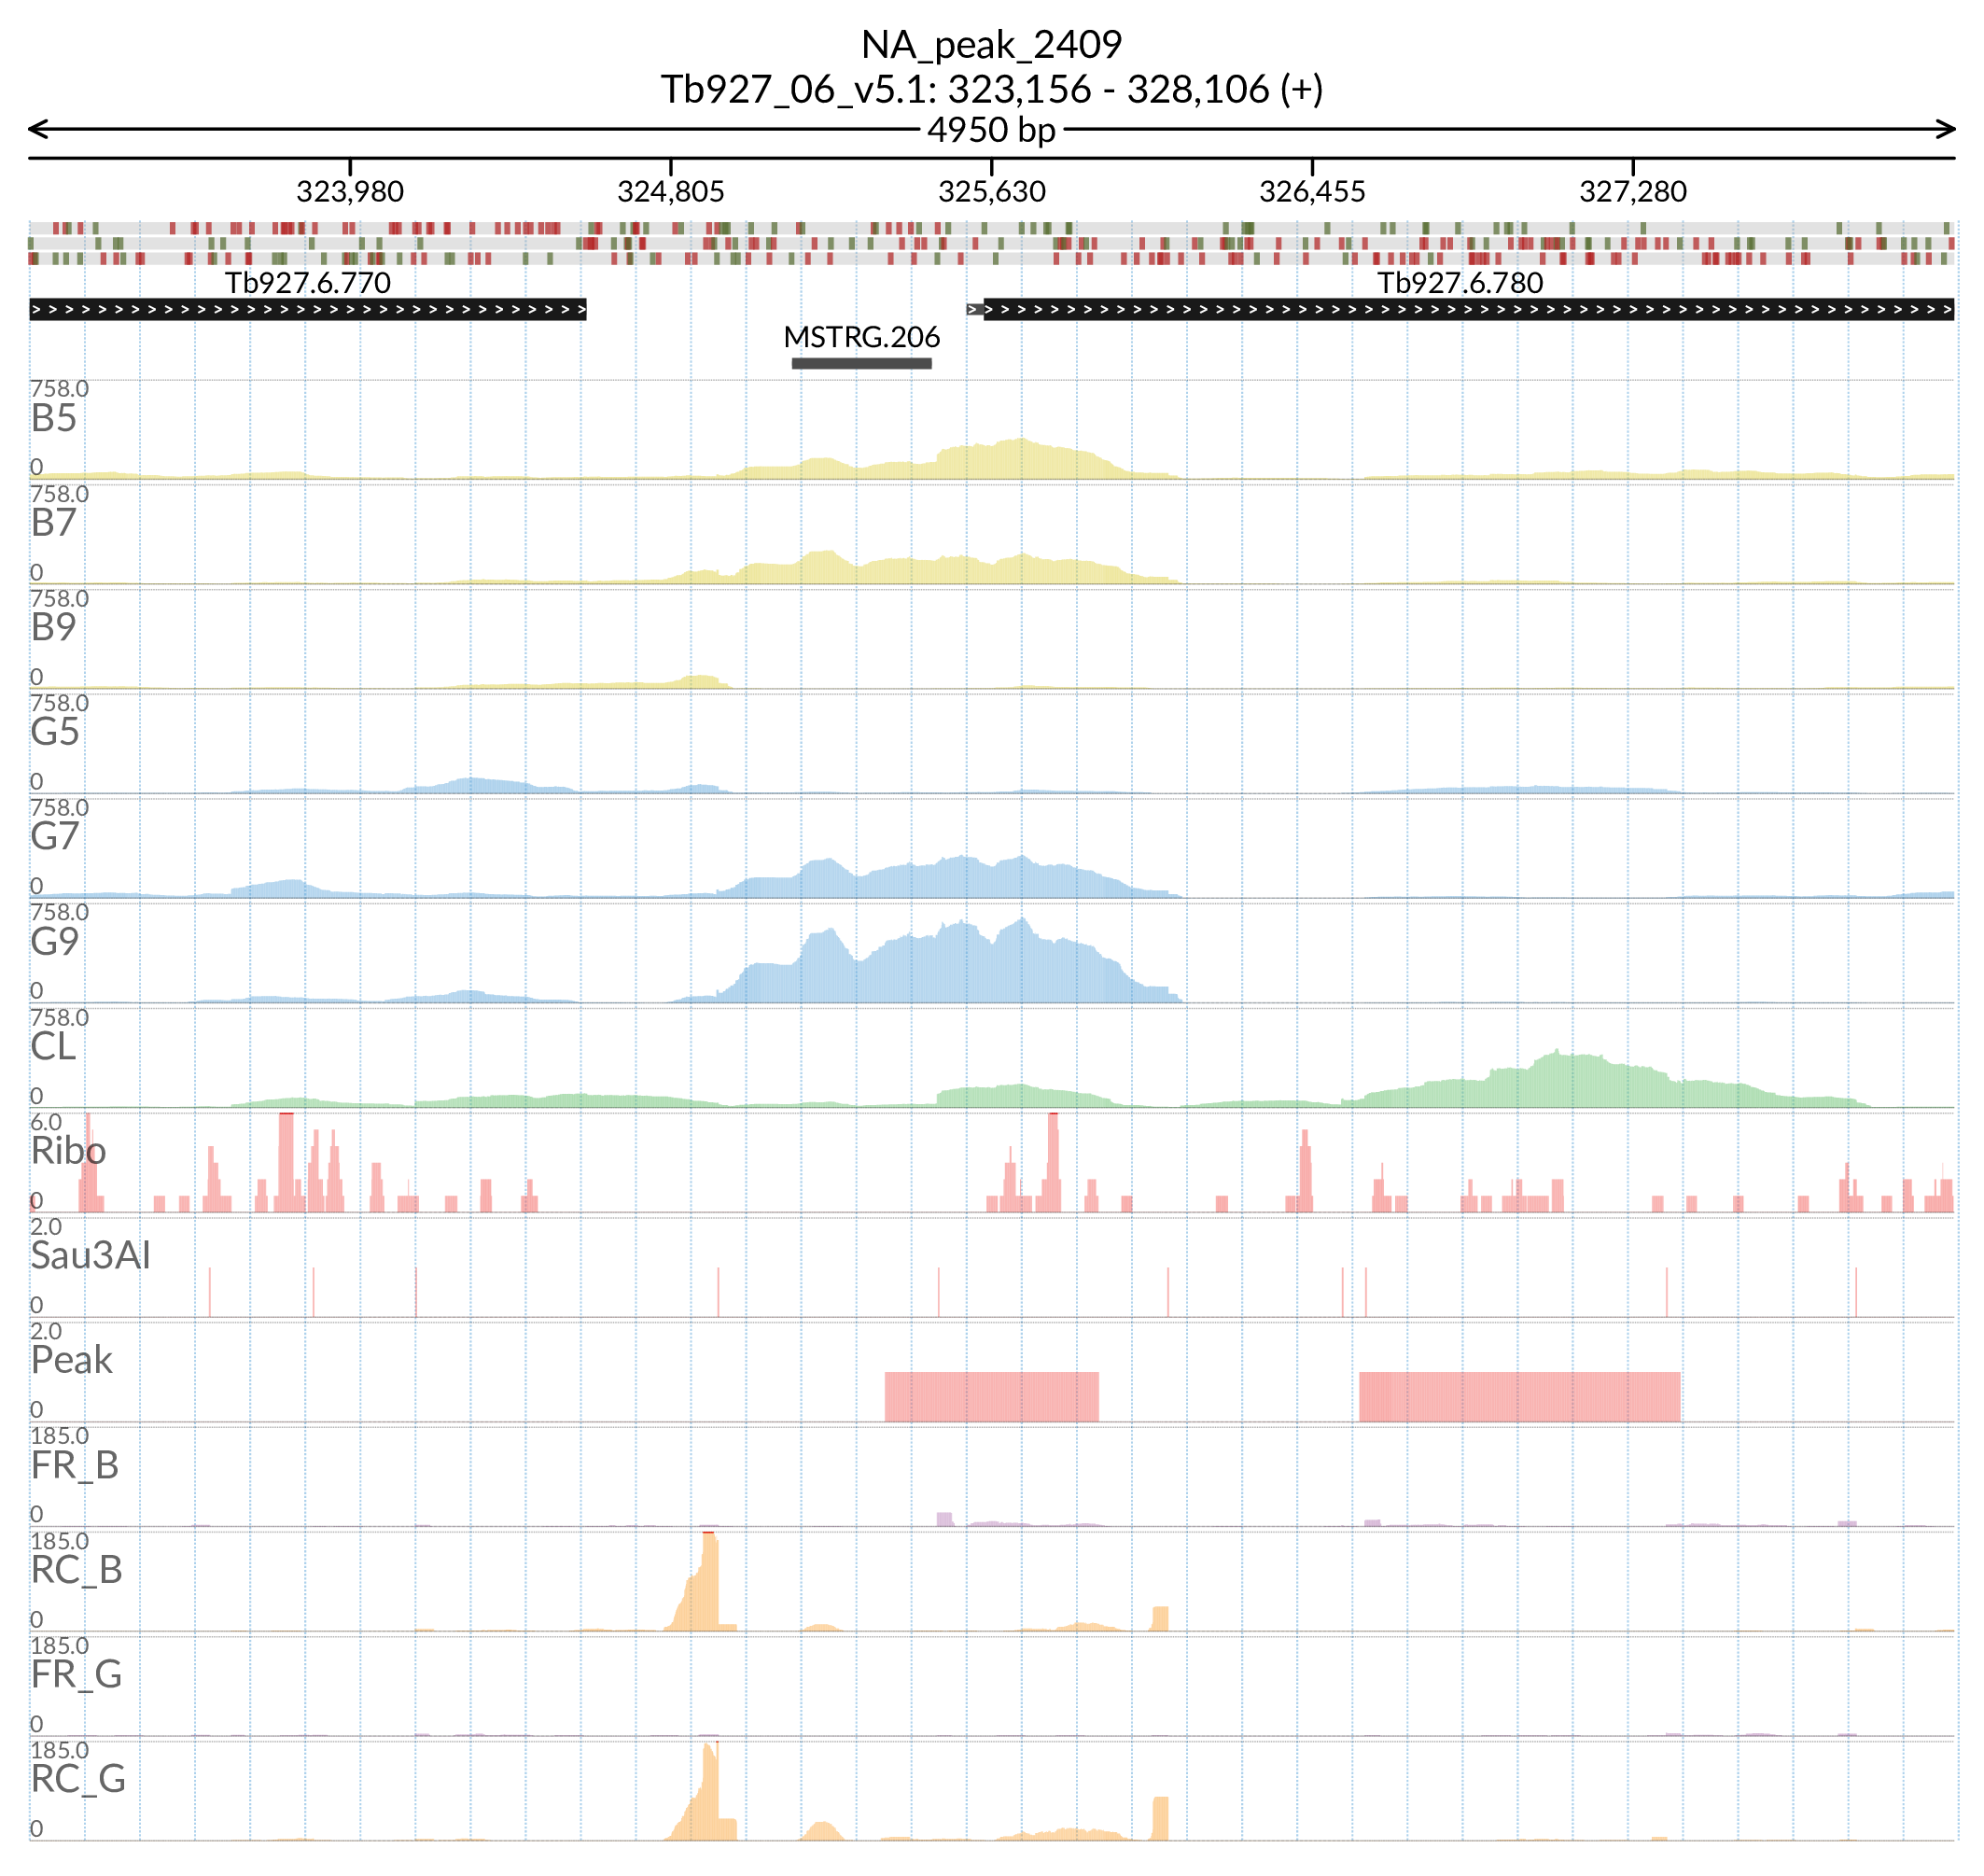 NA_peak_2409
Tb927_06_v5.1: 323,156 - 328,106 (+)
4950 bp
323,980 324,805 325,630 326,455 327,280
Tb927.6.770 Tb927.6.780
MSTRG.206
758.0
B5
0
758.0
B7
0
758.0
B9
0
758.0
G5
0
758.0
G7
0
758.0
G9
0
758.0
CL
0
6.0
Ribo
0
2.0
Sau3AI
0
2.0
Peak
0
185.0
FR_B
0
185.0
RC_B
0
185.0
FR_G
0
185.0
RC_G
0